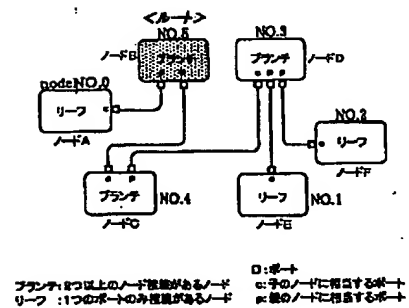 <ルート>
NO.5
NO.3
ノードB
ブランチ
ブランチ
ノードD
c p p
nodeNO.0
リーフ
c
ノードA
NO.2
リーフ
ノードF
ブランチ
NO.4
ノードC
リーフ
NO.1
ノードE
□:ポート
ブランチ:2つ以上のノード接続があるノード
c:子のノードに相当するポート
リーフ :1つのポートのみ接続があるノード
p:親のノードに相当するポート